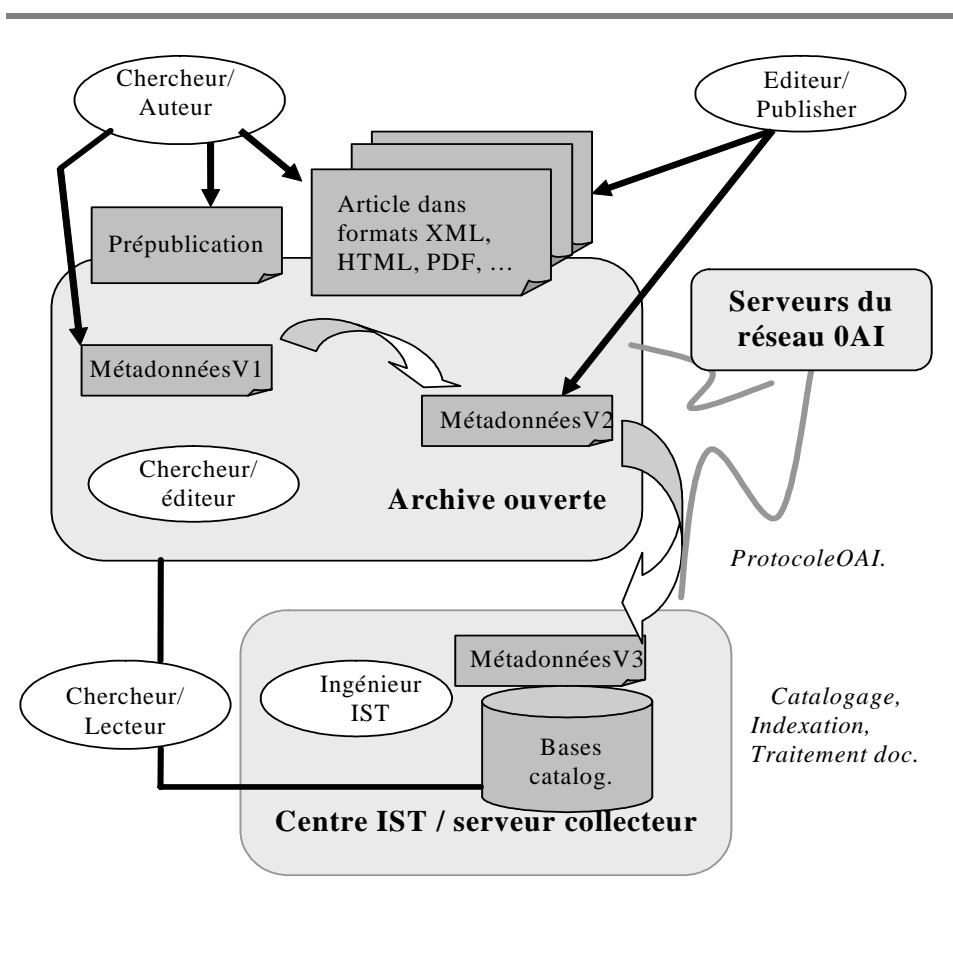 Chercheur/
Auteur
Editeur/
Publisher
Article dans
formats XML,
HTML, PDF, …
Prépublication
Serveurs du
réseau 0AI
MétadonnéesV1
MétadonnéesV2
Chercheur/
éditeur
Archive ouverte
ProtocoleOAI.
MétadonnéesV3
Ingénieur
IST
Chercheur/
Lecteur
Catalogage,
Indexation,
Traitement doc.
Bases
catalog.
Centre IST / serveur collecteur